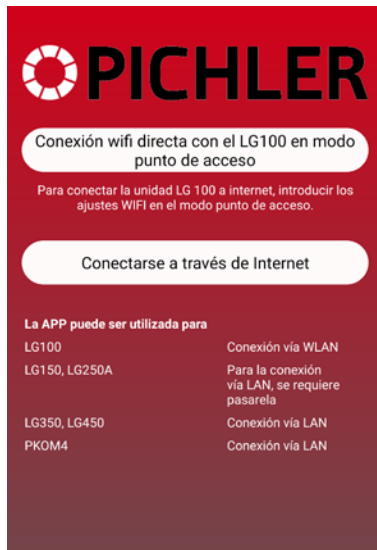 PICHLER
Conexión wifi directa con el LG100 en modo
punto de acceso
Para conectar la unidad LG 100 a internet, introducir los
ajustes WIFI en el modo punto de acceso.
Conectarse a través de Internet
La APP puede ser utilizada para
LG100 Conexión vía WLAN
LG150, LG250A Para la conexión
vía LAN, se requiere
pasarela
LG350, LG450 Conexión vía LAN
PKOM4 Conexión vía LAN